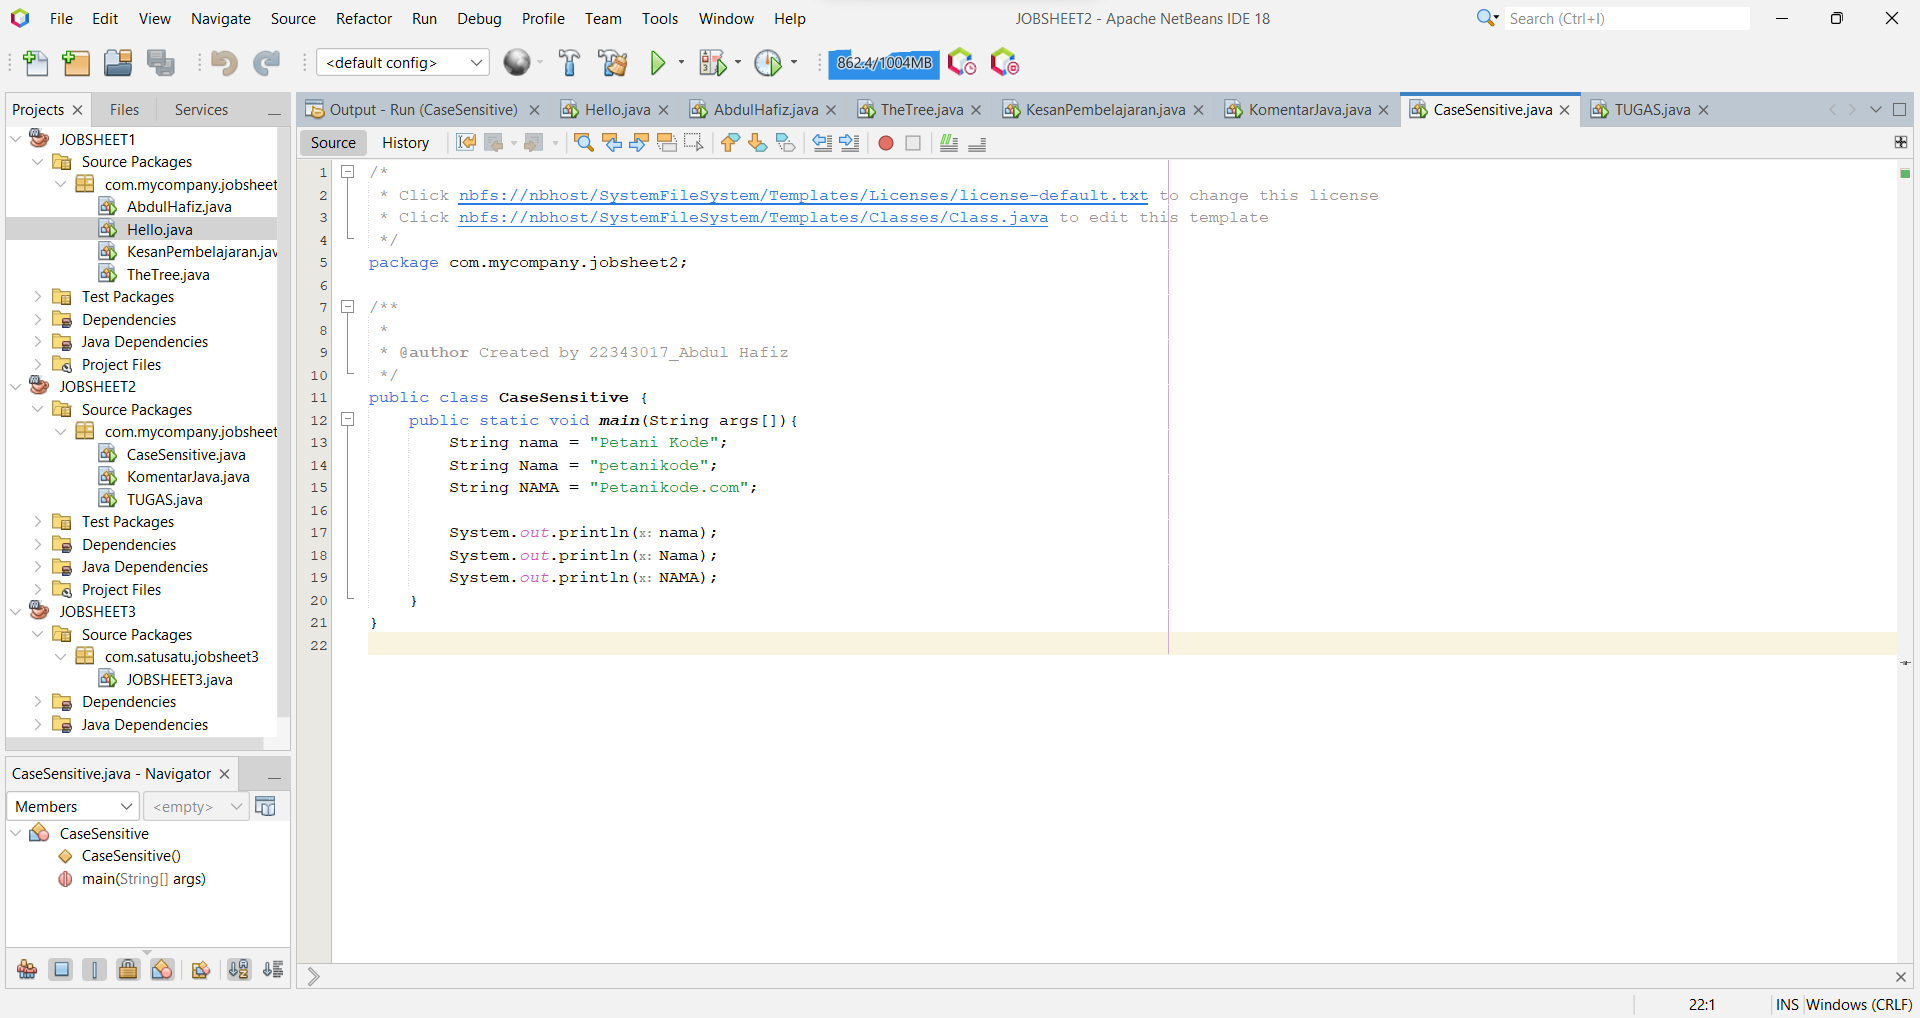 File Edit View Navigate Source Refactor Run Debug Profile Team Tools Window Help JOBSHEET2 - Apache NetBeans IDE 18 Search (Ctrl+I)
<default config> 862.4/1004MB
Projects Files Services
JOBSHEET1
Source Packages
com.mycompany.jobsheet
AbdulHafiz.java
Hello.java
KesanPembelajaran.jav
TheTree.java
Test Packages
Dependencies
Java Dependencies
Project Files
JOBSHEET2
Source Packages
com.mycompany.jobsheet
CaseSensitive.java
KomentarJava.java
TUGAS.java
Test Packages
Dependencies
Java Dependencies
Project Files
JOBSHEET3
Source Packages
com.satusatu.jobsheet3
JOBSHEET3.java
Dependencies
Java Dependencies
CaseSensitive.java - Navigator
Members <empty>
CaseSensitive
CaseSensitive()
main(String[] args)
Output - Run (CaseSensitive) Hello.java AbdulHafiz.java TheTree.java KesanPembelajaran.java KomentarJava.java CaseSensitive.java TUGAS.java
Source History
1 /*
2 * Click nbfs://nbhost/SystemFileSystem/Templates/Licenses/license-default.txt to change this license
3 * Click nbfs://nbhost/SystemFileSystem/Templates/Classes/Class.java to edit this template
4 */
5 package com.mycompany.jobsheet2;
6
7 /**
8 *
9 * @author Created by 22343017_Abdul Hafiz
10 */
11 public class CaseSensitive {
12 public static void main(String args[]){
13 String nama = "Petani Kode";
14 String Nama = "petanikode";
15 String NAMA = "Petanikode.com";
16
17 System.out.println(x: nama);
18 System.out.println(x: Nama);
19 System.out.println(x: NAMA);
20 }
21 }
22
22:1 INS Windows (CRLF)